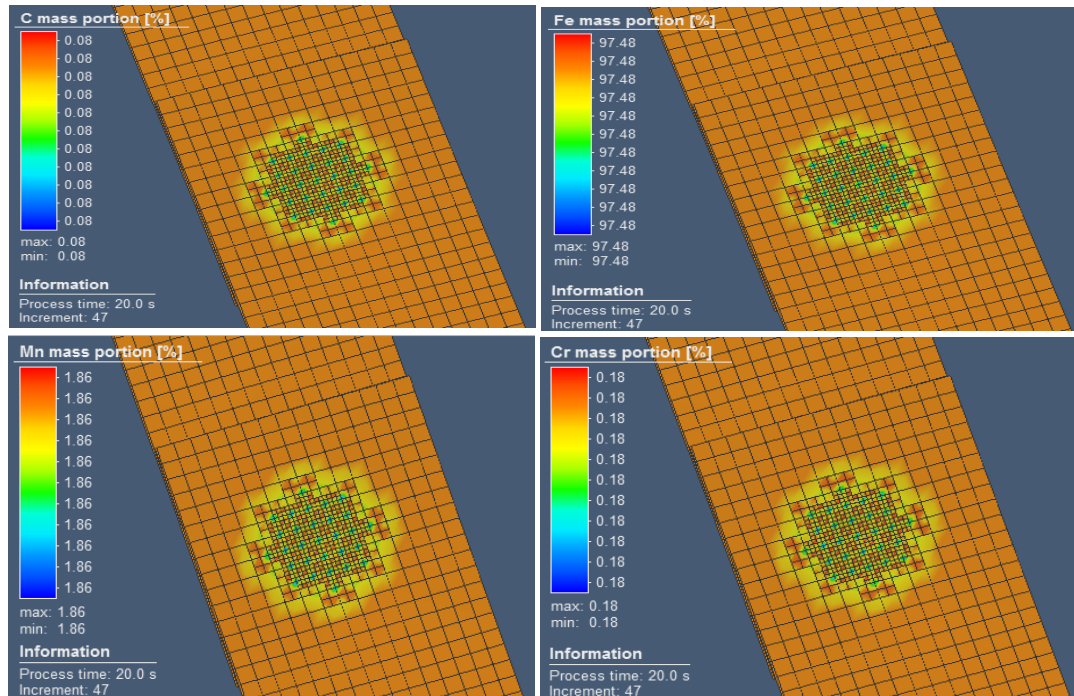 C mass portion [%]
0.08
0.08
0.08
0.08
0.08
0.08
0.08
0.08
0.08
0.08
0.08
max: 0.08
min: 0.08
Information
Process time: 20.0 s
Increment: 47
Fe mass portion [%]
97.48
97.48
97.48
97.48
97.48
97.48
97.48
97.48
97.48
97.48
97.48
max: 97.48
min: 97.48
Information
Process time: 20.0 s
Increment: 47
Mn mass portion [%]
1.86
1.86
1.86
1.86
1.86
1.86
1.86
1.86
1.86
1.86
1.86
max: 1.86
min: 1.86
Information
Process time: 20.0 s
Increment: 47
Cr mass portion [%]
0.18
0.18
0.18
0.18
0.18
0.18
0.18
0.18
0.18
0.18
0.18
max: 0.18
min: 0.18
Information
Process time: 20.0 s
Increment: 47